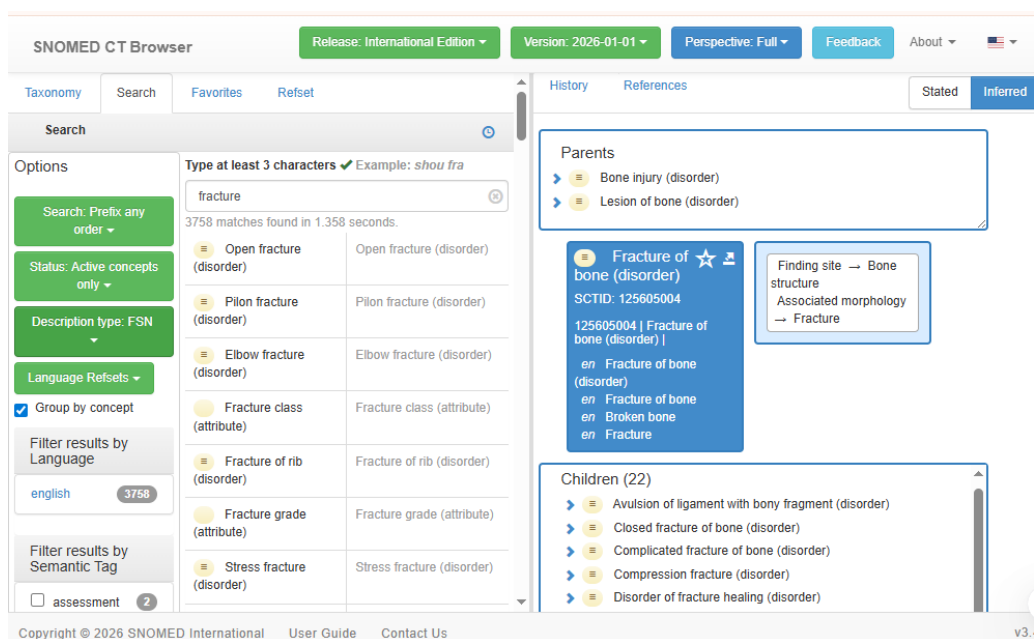 SNOMED CT Browser
Release: International Edition
Version: 2026-01-01
Perspective: Full
Feedback
About
Taxonomy
Search
Favorites
Refset
Search
Options
Search: Prefix any
order
Status: Active concepts
only
Description type: FSN
Language Refsets
Group by concept
Filter results by
Language
english 3758
Filter results by
Semantic Tag
assessment 2
Type at least 3 characters ✔ Example: shou fra
fracture
3758 matches found in 1.358 seconds.
≡ Open fracture
(disorder)
Open fracture (disorder)
≡ Pilon fracture
(disorder)
Pilon fracture (disorder)
≡ Elbow fracture
(disorder)
Elbow fracture (disorder)
Fracture class
(attribute)
Fracture class (attribute)
≡ Fracture of rib
(disorder)
Fracture of rib (disorder)
Fracture grade
(attribute)
Fracture grade (attribute)
≡ Stress fracture
(disorder)
Stress fracture (disorder)
History
References
Stated
Inferred
Parents
≡ Bone injury (disorder)
≡ Lesion of bone (disorder)
≡ Fracture of
bone (disorder)
SCTID: 125605004
125605004 | Fracture of
bone (disorder) |
en Fracture of bone
(disorder)
en Fracture of bone
en Broken bone
en Fracture
Finding site → Bone
structure
Associated morphology
→ Fracture
Children (22)
≡ Avulsion of ligament with bony fragment (disorder)
≡ Closed fracture of bone (disorder)
≡ Complicated fracture of bone (disorder)
≡ Compression fracture (disorder)
≡ Disorder of fracture healing (disorder)
Copyright © 2026 SNOMED International
User Guide
Contact Us
v3.